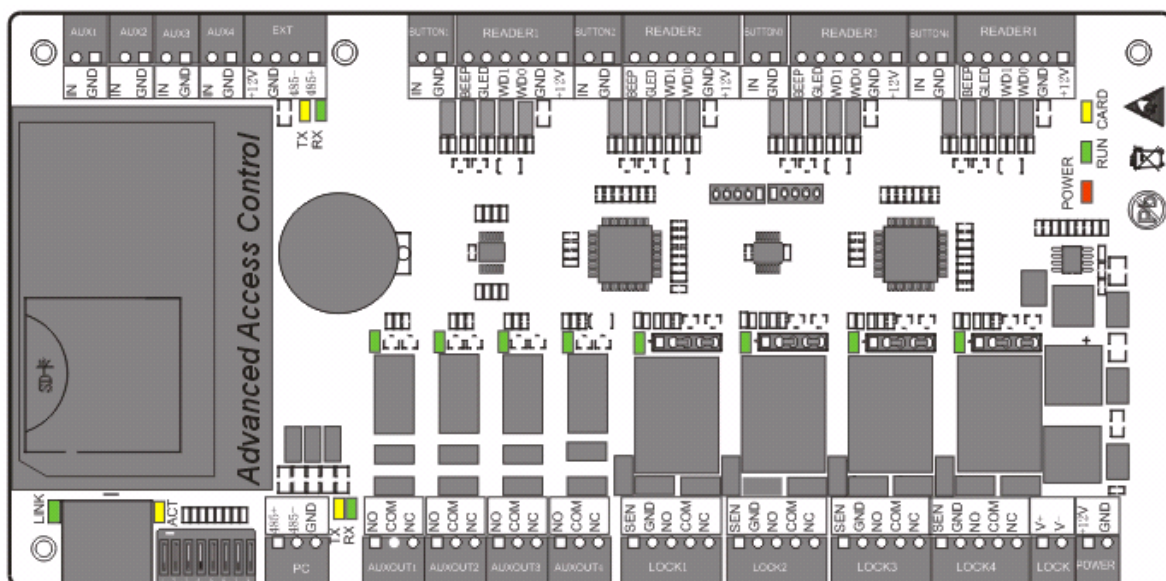 AUX1 AUX2 AUX3 AUX4 EXT BUTTON1 READER1 BUTTON2 READER2 BUTTON3 READER3 BUTTON4 READER4
IN GND IN GND IN GND IN GND +12V GND 485- 485+ IN GND BEEP GLED WD1 WD0 GND +12V IN GND BEEP GLED WD1 WD0 GND +12V IN GND BEEP GLED WD1 WD0 GND +12V IN GND BEEP GLED WD1 WD0 GND +12V
TX
RX
CARD
RUN
POWER
Pb
Advanced Access Control
SD卡
+
LINK
ACT
485+ 485- GND
TX
RX
NO COM NC NO COM NC NO COM NC NO COM NC SEN GND NO COM NC SEN GND NO COM NC SEN GND NO COM NC SEN GND NO COM NC V+ V- +12V GND
PC AUXOUT1 AUXOUT2 AUXOUT3 AUXOUT4 LOCK1 LOCK2 LOCK3 LOCK4 LOCK POWER